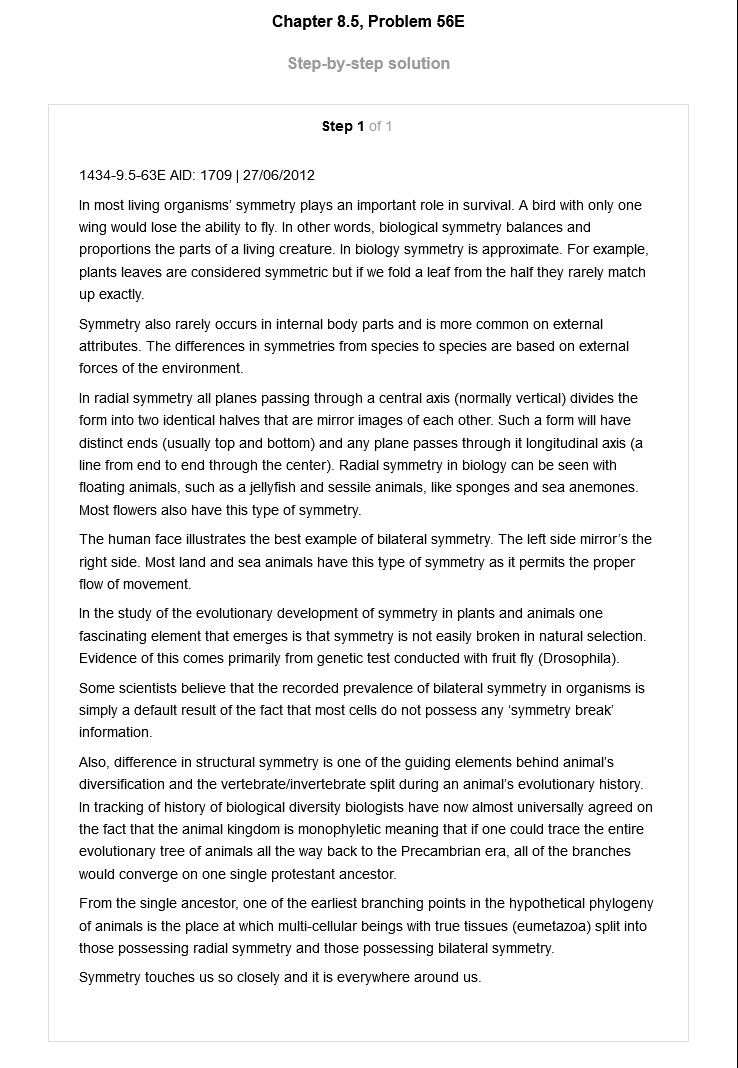 Chapter 8.5, Problem 56E
Step-by-step solution
Step 1 of 1
1434-9.5-63E AID: 1709 | 27/06/2012
In most living organisms’ symmetry plays an important role in survival. A bird with only one
wing would lose the ability to fly. In other words, biological symmetry balances and
proportions the parts of a living creature. In biology symmetry is approximate. For example,
plants leaves are considered symmetric but if we fold a leaf from the half they rarely match
up exactly.
Symmetry also rarely occurs in internal body parts and is more common on external
attributes. The differences in symmetries from species to species are based on external
forces of the environment.
In radial symmetry all planes passing through a central axis (normally vertical) divides the
form into two identical halves that are mirror images of each other. Such a form will have
distinct ends (usually top and bottom) and any plane passes through it longitudinal axis (a
line from end to end through the center). Radial symmetry in biology can be seen with
floating animals, such as a jellyfish and sessile animals, like sponges and sea anemones.
Most flowers also have this type of symmetry.
The human face illustrates the best example of bilateral symmetry. The left side mirror’s the
right side. Most land and sea animals have this type of symmetry as it permits the proper
flow of movement.
In the study of the evolutionary development of symmetry in plants and animals one
fascinating element that emerges is that symmetry is not easily broken in natural selection.
Evidence of this comes primarily from genetic test conducted with fruit fly (Drosophila).
Some scientists believe that the recorded prevalence of bilateral symmetry in organisms is
simply a default result of the fact that most cells do not possess any ‘symmetry break’
information.
Also, difference in structural symmetry is one of the guiding elements behind animal’s
diversification and the vertebrate/invertebrate split during an animal’s evolutionary history.
In tracking of history of biological diversity biologists have now almost universally agreed on
the fact that the animal kingdom is monophyletic meaning that if one could trace the entire
evolutionary tree of animals all the way back to the Precambrian era, all of the branches
would converge on one single protestant ancestor.
From the single ancestor, one of the earliest branching points in the hypothetical phylogeny
of animals is the place at which multi-cellular beings with true tissues (eumetazoa) split into
those possessing radial symmetry and those possessing bilateral symmetry.
Symmetry touches us so closely and it is everywhere around us.